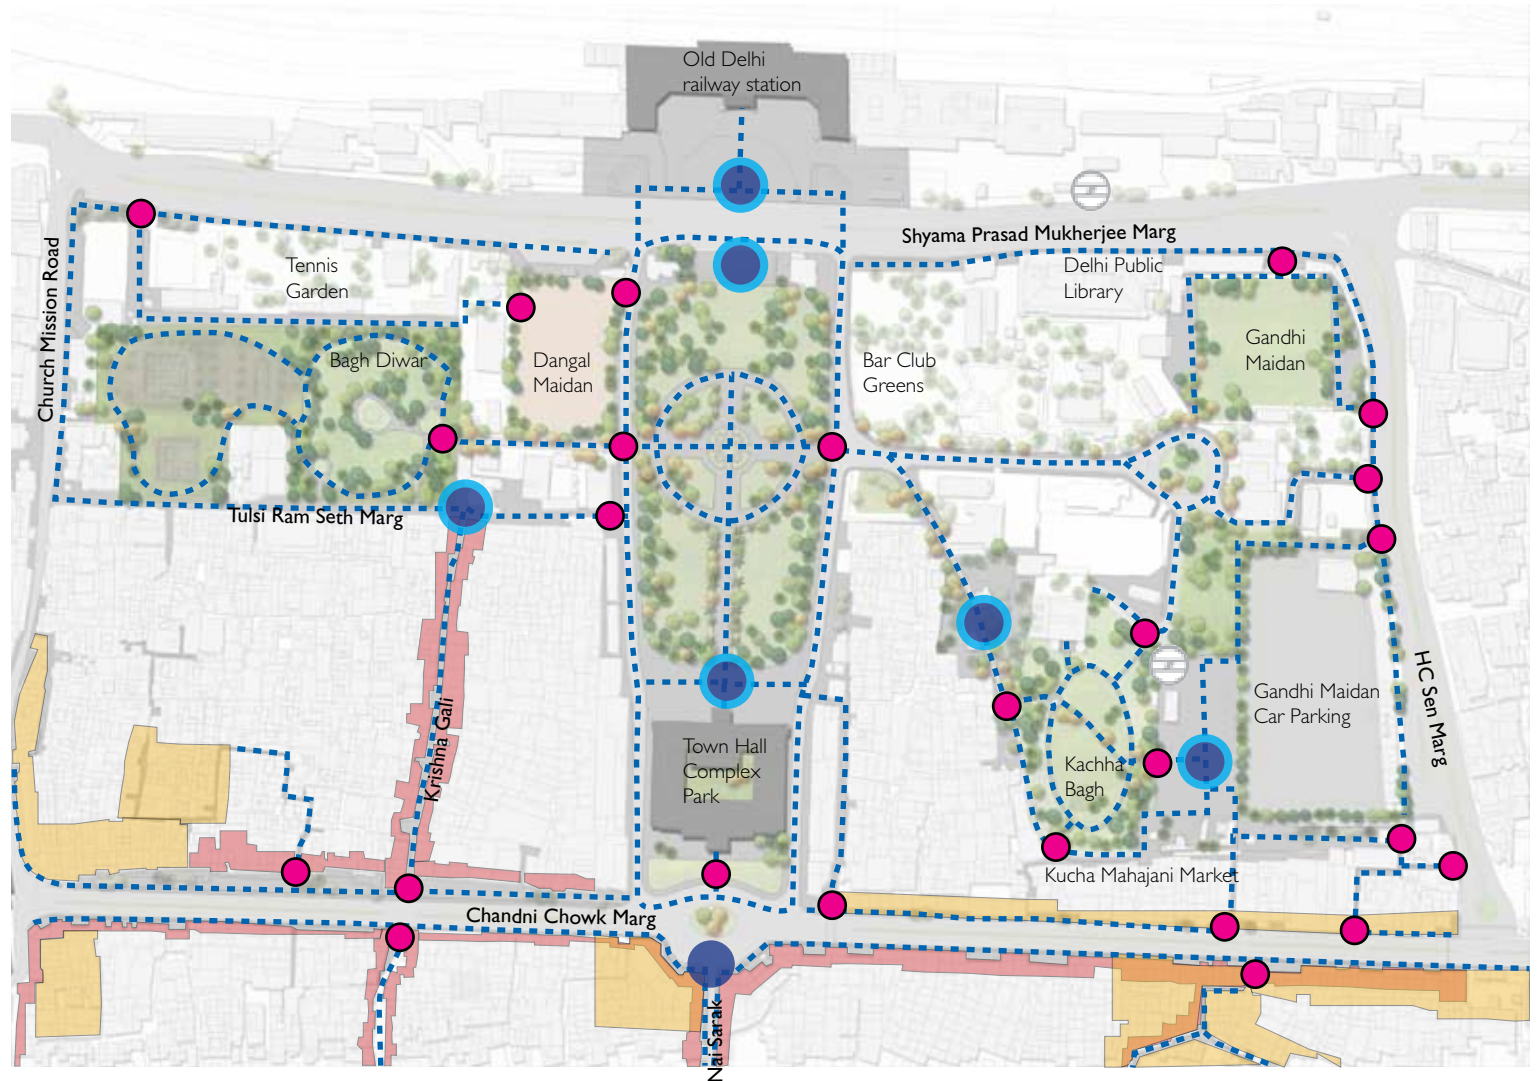 Old Delhi
railway station
Shyama Prasad Mukherjee Marg
Church Mission Road
Tennis
Garden
Delhi Public
Library
Bagh Diwar
Dangal
Maidan
Bar Club
Greens
Gandhi
Maidan
Tulsi Ram Seth Marg
Krishna Gali
Town Hall
Complex
Park
Kachha
Bagh
Gandhi Maidan
Car Parking
HC Sen Marg
Kucha Mahajani Market
Chandni Chowk Marg
Nai Sarak